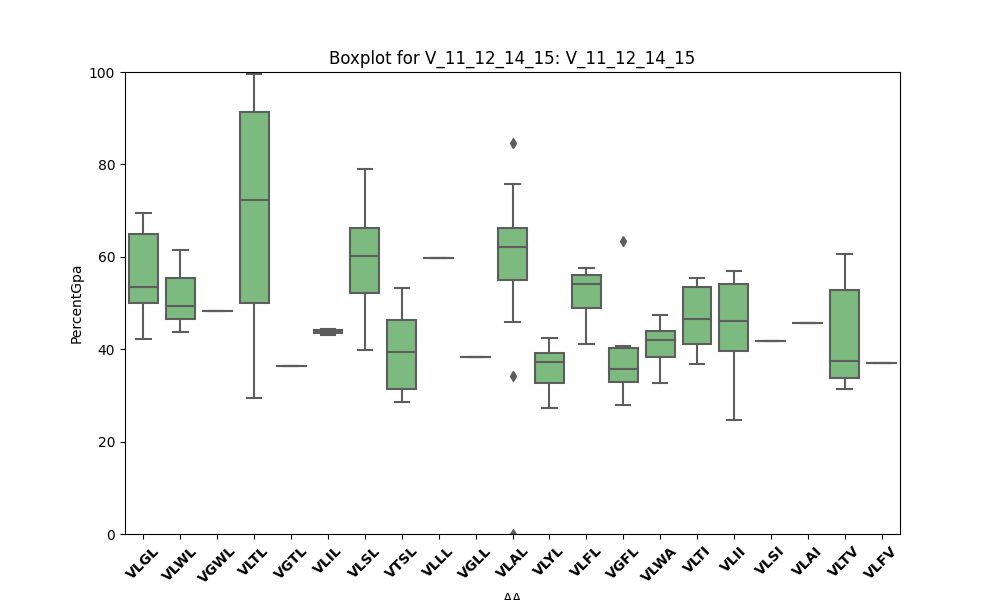 Boxplot for V_11_12_14_15: V_11_12_14_15
PercentGpa
100
80
60
40
20
0
VLGL
VLWL
VGWL
VLTL
VGTL
VLIL
VLSL
VTSL
VLLL
VGLL
VLAL
VLYL
VLFL
VGFL
VLWA
VLTI
VLII
VLSI
VLAI
VLTV
VLFV
AA